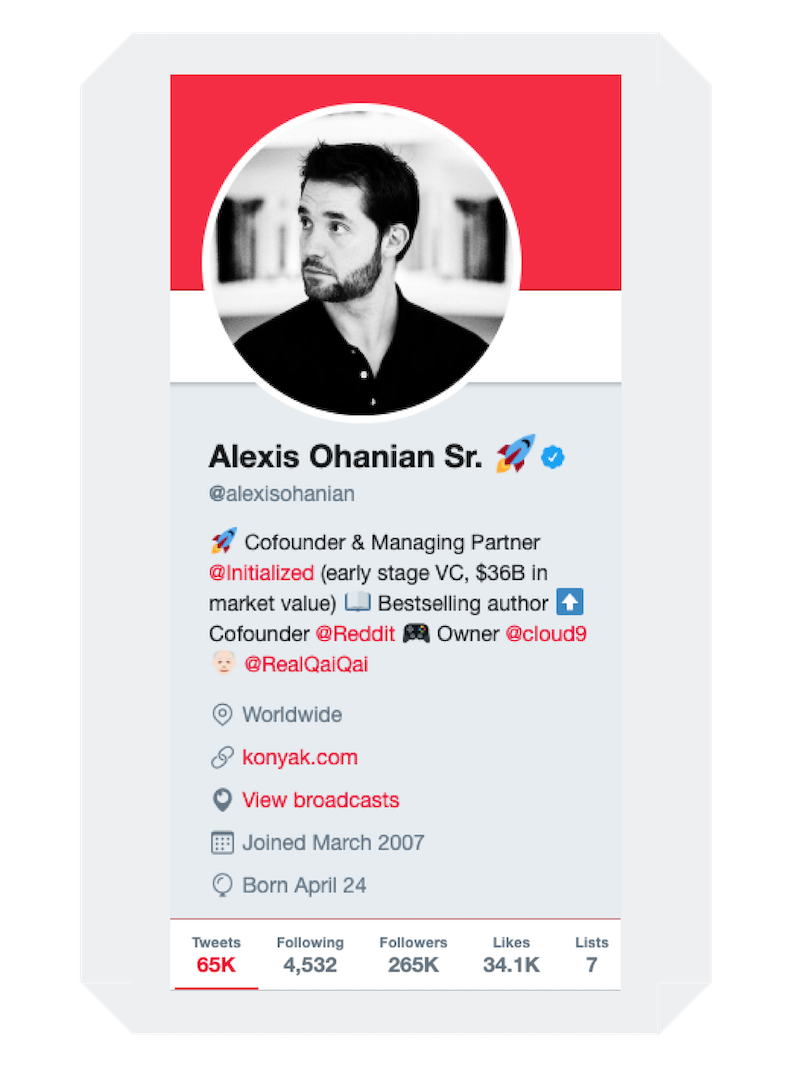 Alexis Ohanian Sr. 🚀
@alexisohanian
🚀 Cofounder & Managing Partner
@Initialized (early stage VC, $36B in
market value) 📖 Bestselling author ⬆️
Cofounder @Reddit 🎮 Owner @cloud9
👴🏻 @RealQaiQai
Worldwide
konyak.com
View broadcasts
Joined March 2007
Born April 24
Tweets Following Followers Likes Lists
65K 4,532 265K 34.1K 7